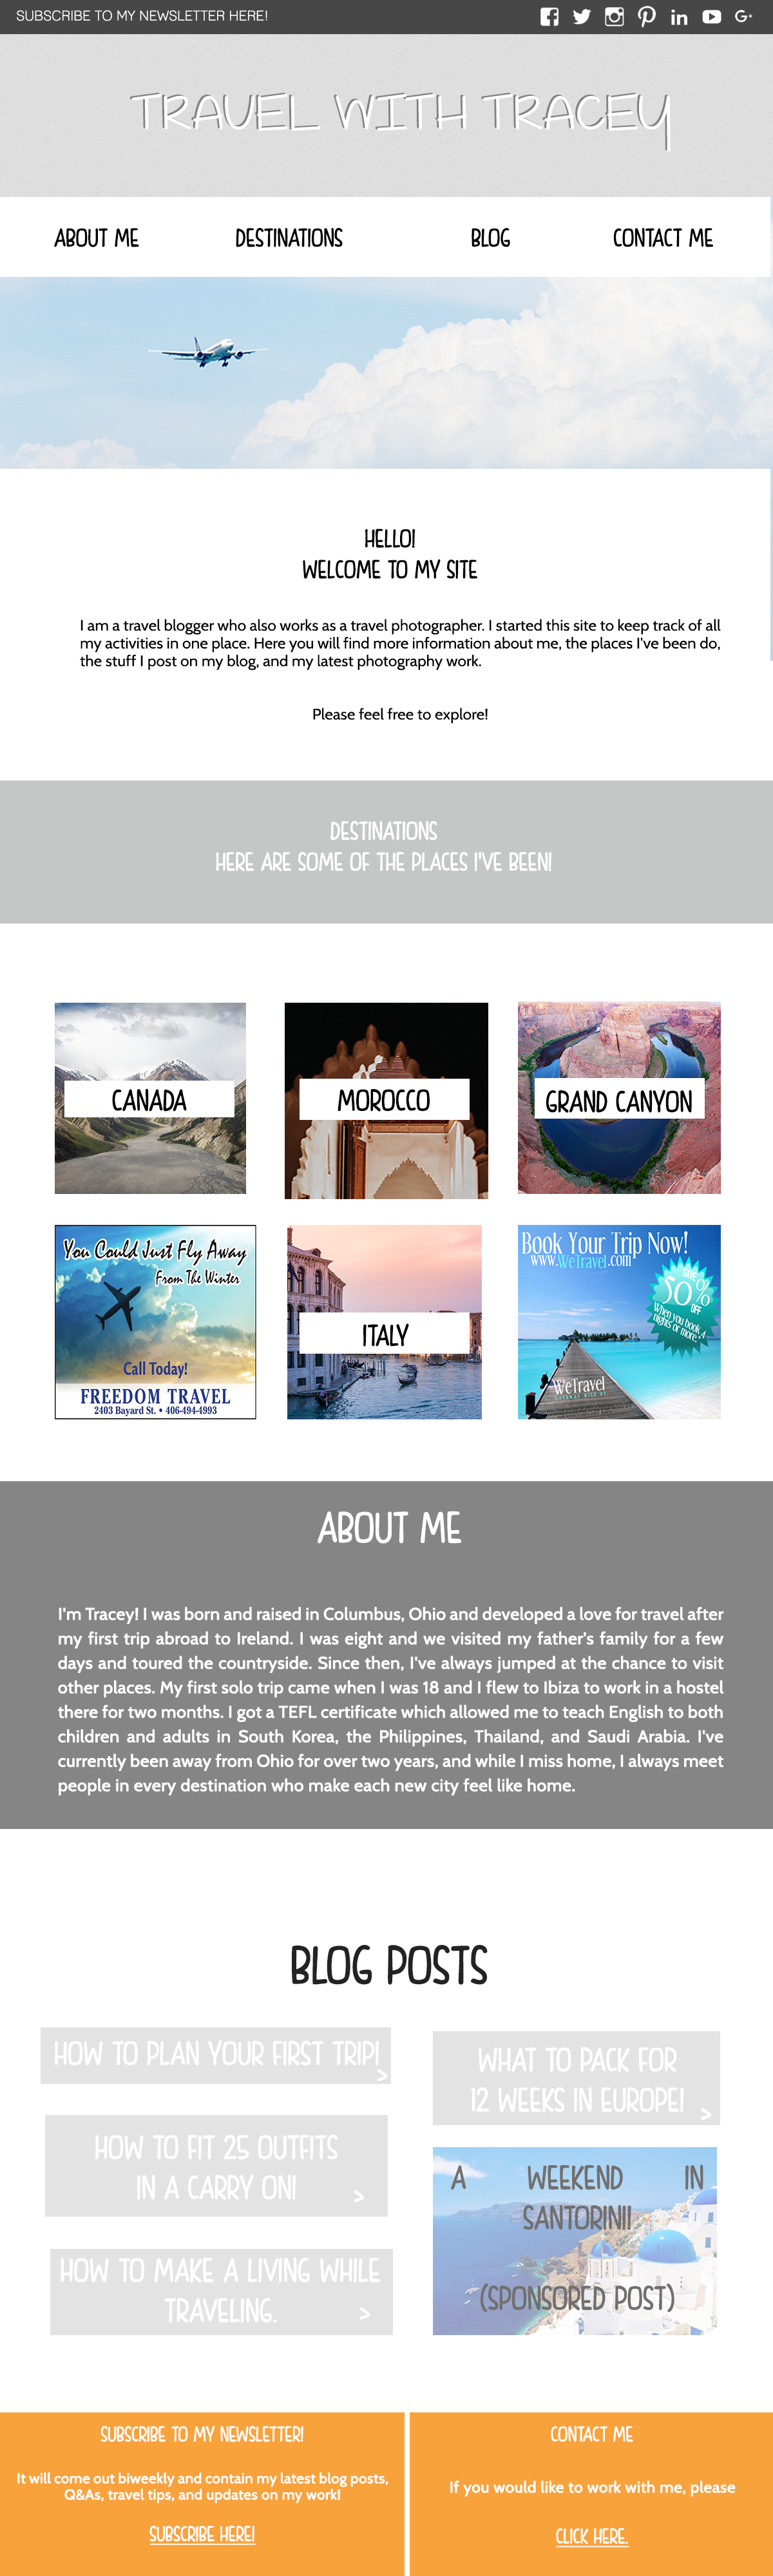 SUBSCRIBE TO MY NEWSLETTER HERE!
TRAVEL WITH TRACEY
ABOUT ME
DESTINATIONS
BLOG
CONTACT ME
HELLO!
WELCOME TO MY SITE
I am a travel blogger who also works as a travel photographer. I started this site to keep track of all
my activities in one place. Here you will find more information about me, the places I've been do,
the stuff I post on my blog, and my latest photography work.
Please feel free to explore!
DESTINATIONS
HERE ARE SOME OF THE PLACES I'VE BEEN!
CANADA
MOROCCO
GRAND CANYON
You Could Just Fly Away
From The Winter
Call Today!
FREEDOM TRAVEL
2403 Bayard St. • 406-494-4993
ITALY
Book Your Trip Now!
www.WeTravel.com
SAVE
50%
OFF
When you book 4
nights or more.
WeTravel
ABOUT ME
I'm Tracey! I was born and raised in Columbus, Ohio and developed a love for travel after
my first trip abroad to Ireland. I was eight and we visited my father's family for a few
days and toured the countryside. Since then, I've always jumped at the chance to visit
other places. My first solo trip came when I was 18 and I flew to Ibiza to work in a hostel
there for two months. I got a TEFL certificate which allowed me to teach English to both
children and adults in South Korea, the Philippines, Thailand, and Saudi Arabia. I've
currently been away from Ohio for over two years, and while I miss home, I always meet
people in every destination who make each new city feel like home.
BLOG POSTS
HOW TO PLAN YOUR FIRST TRIP!
>
WHAT TO PACK FOR
12 WEEKS IN EUROPE!
>
HOW TO FIT 25 OUTFITS
IN A CARRY ON!
>
A WEEKEND IN
SANTORINI!
(SPONSORED POST)
HOW TO MAKE A LIVING WHILE
TRAVELING.
>
SUBSCRIBE TO MY NEWSLETTER!
It will come out biweekly and contain my latest blog posts,
Q&As, travel tips, and updates on my work!
SUBSCRIBE HERE!
CONTACT ME
If you would like to work with me, please
CLICK HERE.